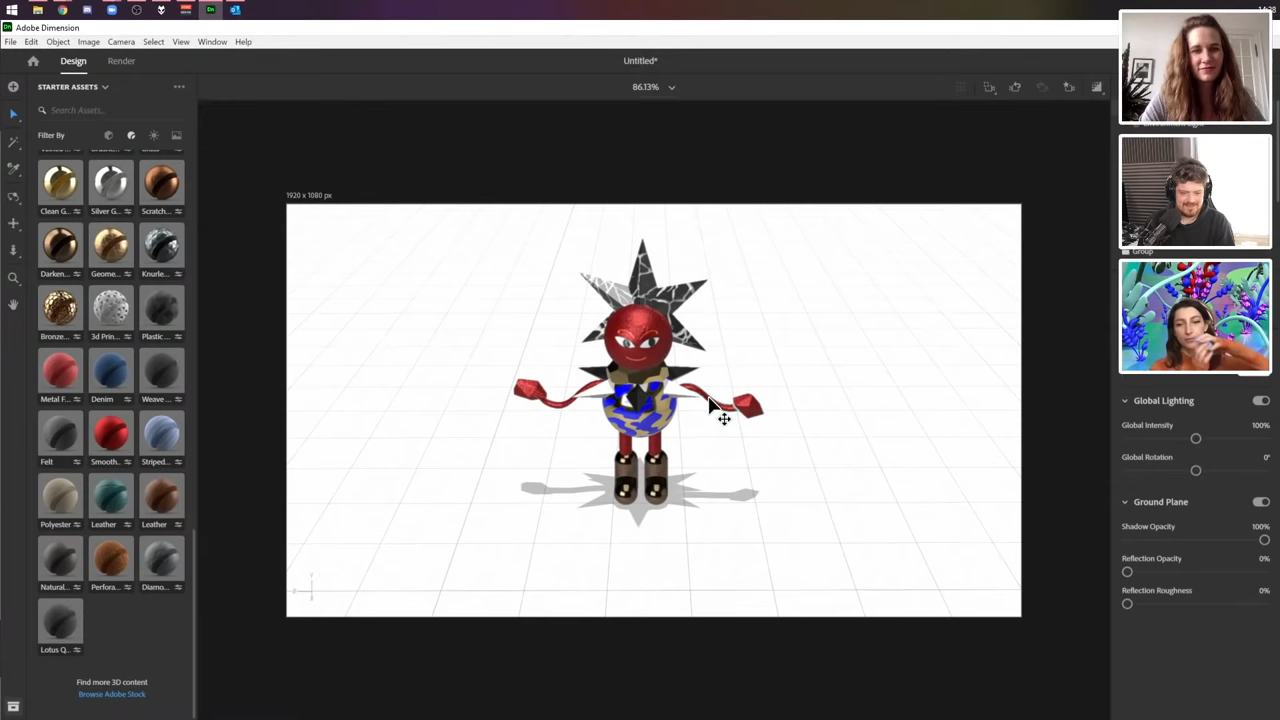 Adobe Dimension
File Edit Object Image Camera Select View Window Help
Design Render
Untitled*
STARTER ASSETS
86.13%
Search Assets..
Filter By
1920 x 1080 px
Clean G... Silver G... Scratch...
Darken... Geome... Knurle...
Bronze... 3d Prin... Plastic ...
Metal F... Denim Weave ...
Felt Smooth.. Striped...
Polyester Leather Leather
Natural... Perfora... Diamo...
Lotus Q...
Find more 3D content
Browse Adobe Stock
Group
Global Lighting
Global Intensity 100%
Global Rotation 0°
Ground Plane
Shadow Opacity 100%
Reflection Opacity 0%
Reflection Roughness 0%